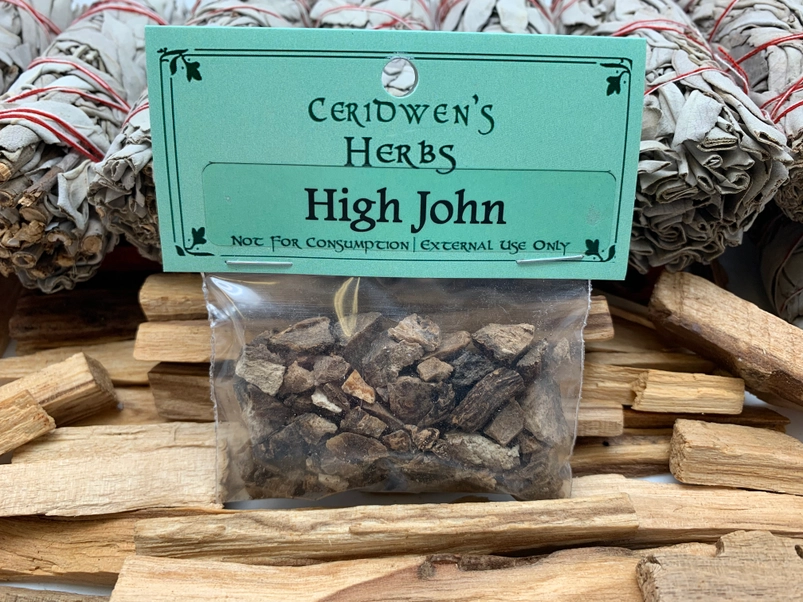 Ceridwen's
Herbs
High John
Not For Consumption | External Use Only